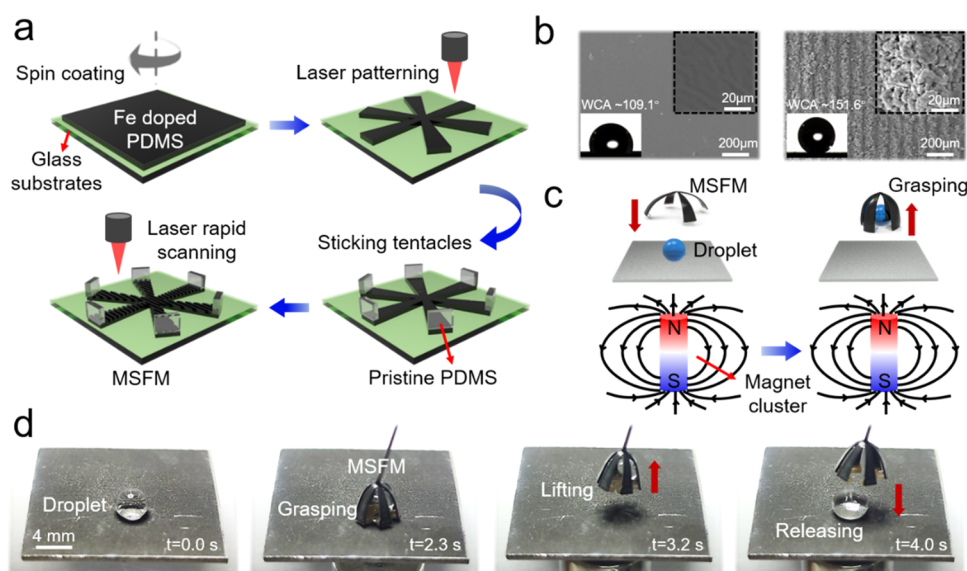 a
Spin coating
Fe doped
PDMS
Glass
substrates
Laser patterning
Laser rapid
scanning
Sticking tentacles
MSFM
Pristine PDMS
b
20μm
WCA ~109.1°
200μm
20μm
WCA ~151.6°
200μm
c
MSFM
Droplet
Grasping
N
S
N
S
Magnet
cluster
d
Droplet
4 mm
t=0.0 s
MSFM
Grasping
t=2.3 s
Lifting
t=3.2 s
Releasing
t=4.0 s